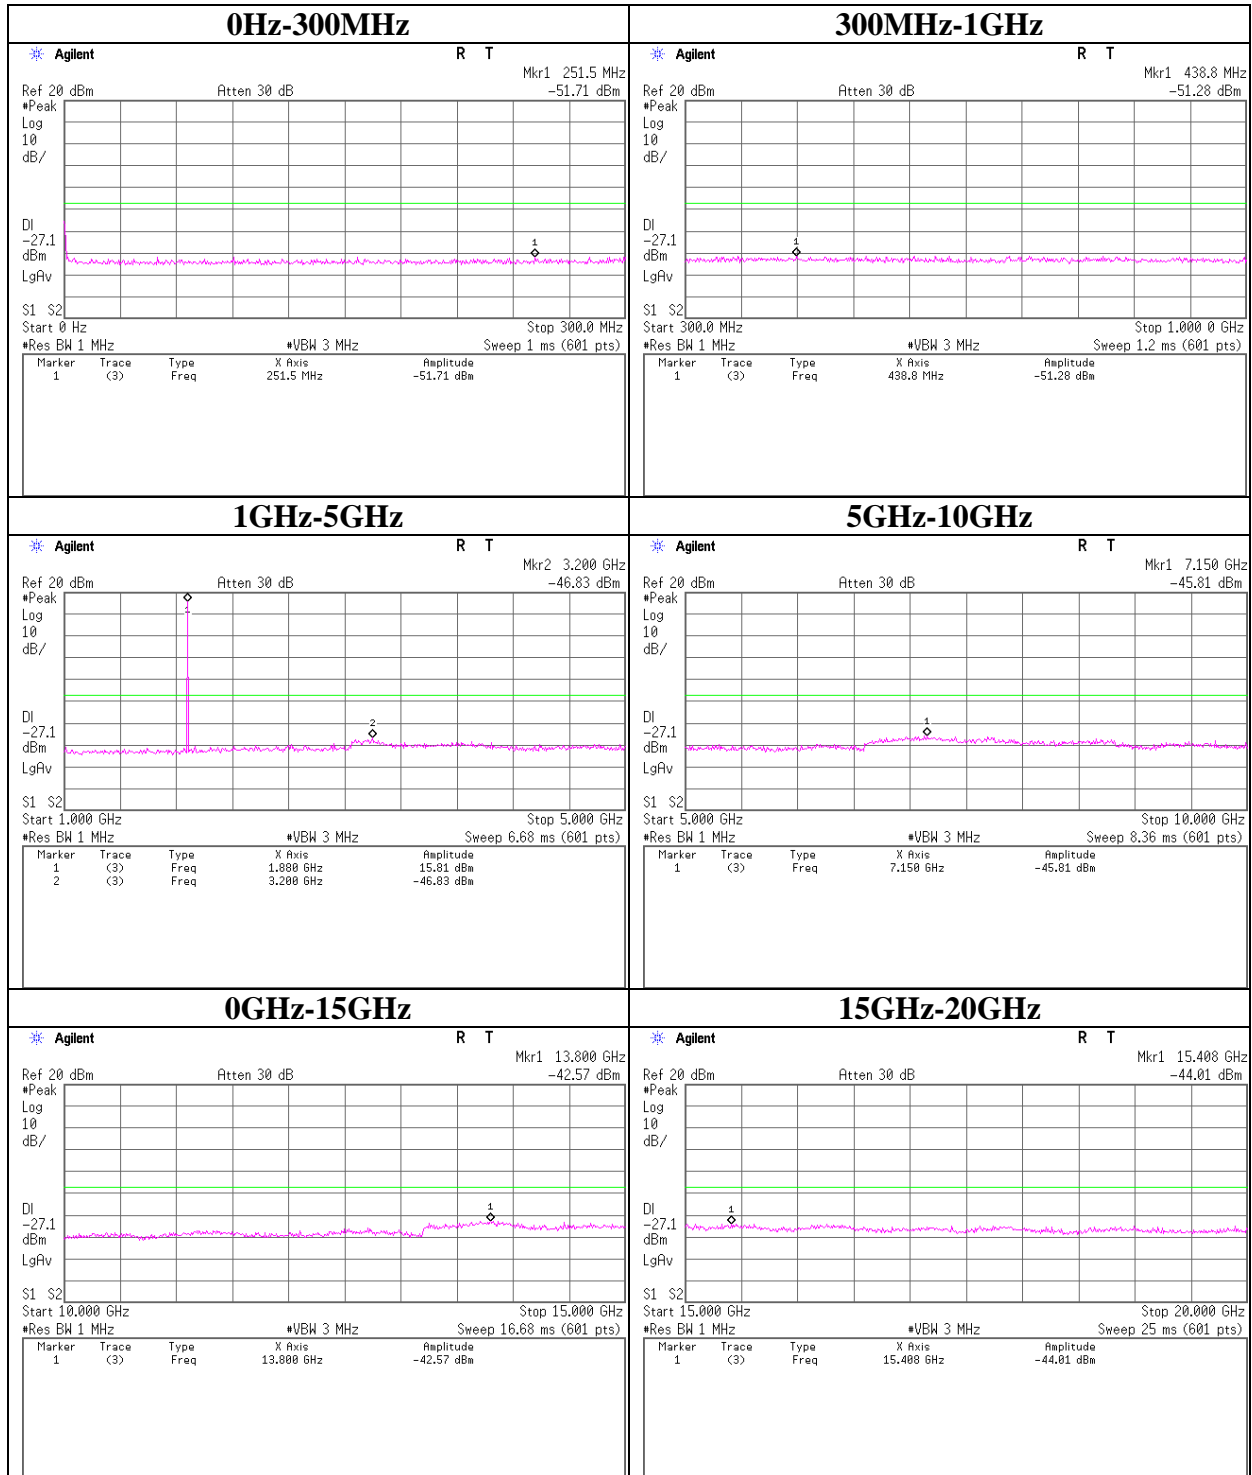 0Hz-300MHz
Agilent
R T
Mkr1 251.5 MHz
Ref 20 dBm Atten 30 dB -51.71 dBm
#Peak
Log
10
dB/
1
DI
-27.1
dBm
LgAv
S1 S2
Start 0 Hz Stop 300.0 MHz
#Res BW 1 MHz #VBW 3 MHz Sweep 1 ms (601 pts)
Marker Trace Type X Axis Amplitude
1 (3) Freq 251.5 MHz -51.71 dBm
300MHz-1GHz
Agilent
R T
Mkr1 438.8 MHz
Ref 20 dBm Atten 30 dB -51.28 dBm
#Peak
Log
10
dB/
1
DI
-27.1
dBm
LgAv
S1 S2
Start 300.0 MHz Stop 1.000 0 GHz
#Res BW 1 MHz #VBW 3 MHz Sweep 1.2 ms (601 pts)
Marker Trace Type X Axis Amplitude
1 (3) Freq 438.8 MHz -51.28 dBm
1GHz-5GHz
Agilent
R T
Mkr2 3.200 GHz
Ref 20 dBm Atten 30 dB -46.83 dBm
#Peak
Log
10
dB/
1
2
DI
-27.1
dBm
LgAv
S1 S2
Start 1.000 GHz Stop 5.000 GHz
#Res BW 1 MHz #VBW 3 MHz Sweep 6.68 ms (601 pts)
Marker Trace Type X Axis Amplitude
1 (3) Freq 1.880 GHz 15.81 dBm
2 (3) Freq 3.200 GHz -46.83 dBm
5GHz-10GHz
Agilent
R T
Mkr1 7.150 GHz
Ref 20 dBm Atten 30 dB -45.81 dBm
#Peak
Log
10
dB/
1
DI
-27.1
dBm
LgAv
S1 S2
Start 5.000 GHz Stop 10.000 GHz
#Res BW 1 MHz #VBW 3 MHz Sweep 8.36 ms (601 pts)
Marker Trace Type X Axis Amplitude
1 (3) Freq 7.150 GHz -45.81 dBm
0GHz-15GHz
Agilent
R T
Mkr1 13.800 GHz
Ref 20 dBm Atten 30 dB -42.57 dBm
#Peak
Log
10
dB/
1
DI
-27.1
dBm
LgAv
S1 S2
Start 10.000 GHz Stop 15.000 GHz
#Res BW 1 MHz #VBW 3 MHz Sweep 16.68 ms (601 pts)
Marker Trace Type X Axis Amplitude
1 (3) Freq 13.800 GHz -42.57 dBm
15GHz-20GHz
Agilent
R T
Mkr1 15.408 GHz
Ref 20 dBm Atten 30 dB -44.01 dBm
#Peak
Log
10
dB/
1
DI
-27.1
dBm
LgAv
S1 S2
Start 15.000 GHz Stop 20.000 GHz
#Res BW 1 MHz #VBW 3 MHz Sweep 25 ms (601 pts)
Marker Trace Type X Axis Amplitude
1 (3) Freq 15.408 GHz -44.01 dBm